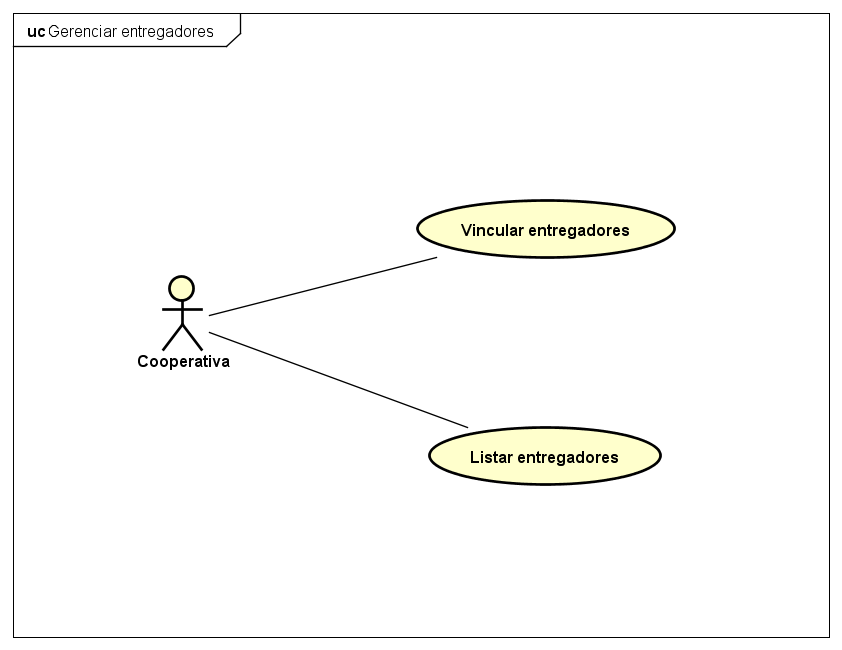 uc Gerenciar entregadores
Vincular entregadores
Cooperativa
Listar entregadores